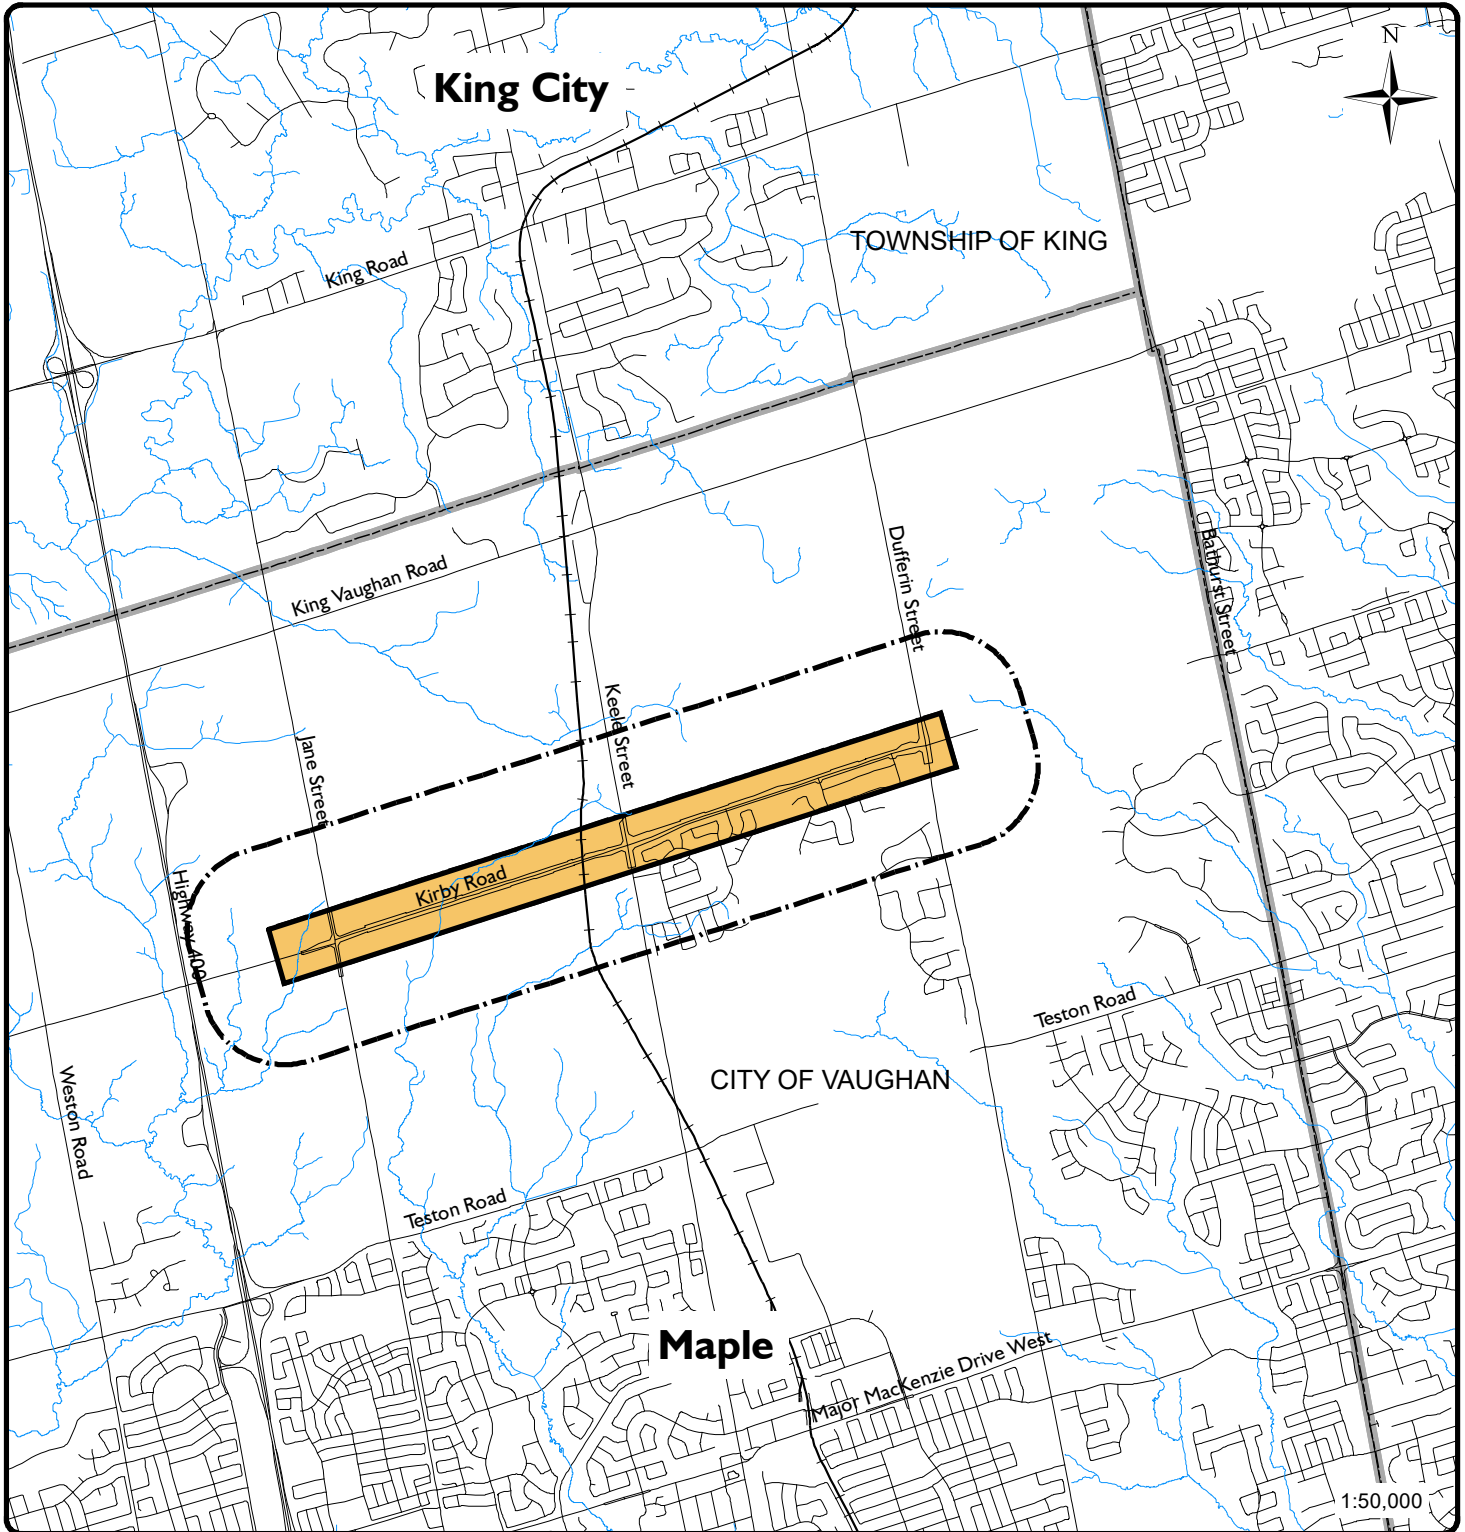 N
King City
TOWNSHIP OF KING
King Road
King Vaughan Road
Dufferin Street
Bathurst Street
Keele Street
Jane Street
Highway 400
Kirby Road
Teston Road
Weston Road
CITY OF VAUGHAN
Teston Road
Maple
Major MacKenzie Drive West
1:50,000